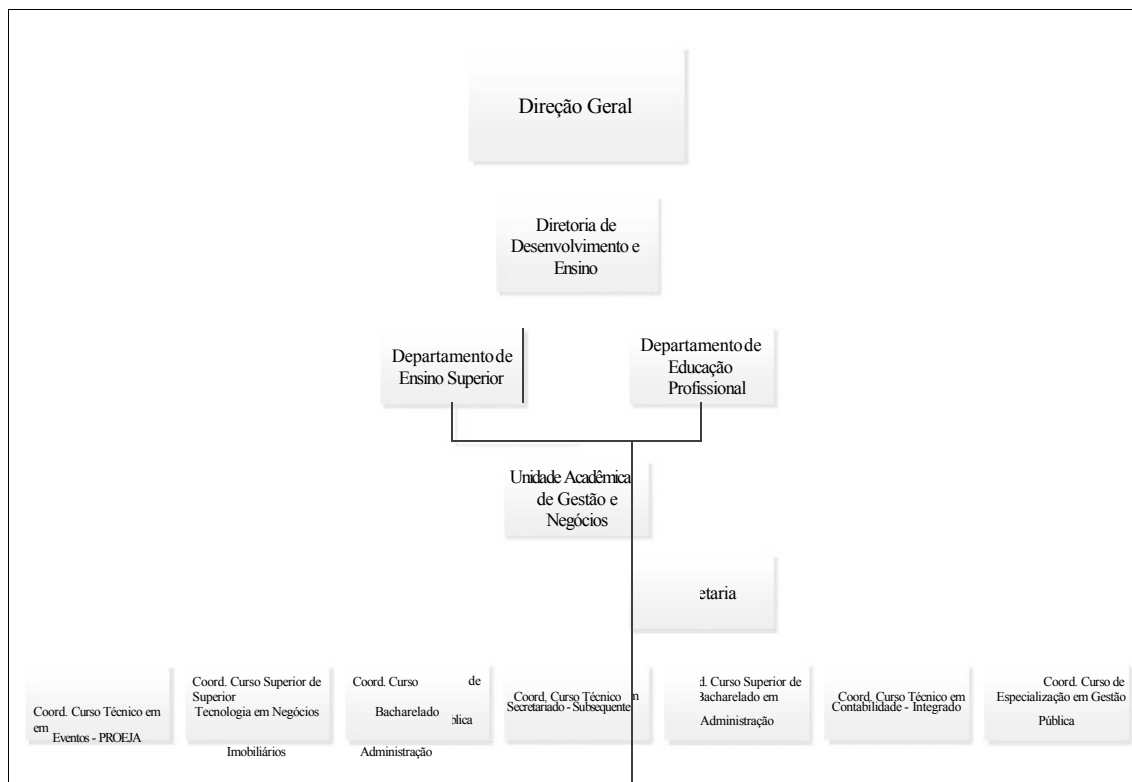 Direção Geral
Diretoria de
Desenvolvimento e
Ensino
Departamento de
Ensino Superior
Departamento de
Educação
Profissional
Unidade Acadêmica
de Gestão e
Negócios
etaria
Coord. Curso Técnico em
em
Eventos - PROEJA
Coord. Curso Superior de
Superior
Tecnologia em Negócios
Imobiliários
Coord. Curso de
Bacharelado
blica
Administração
Coord. Curso Técnico
Secretariado - Subsequente
d. Curso Superior de
Bacharelado em
Administração
Coord. Curso Técnico em
Contabilidade - Integrado
Coord. Curso de
Especialização em Gestão
Pública